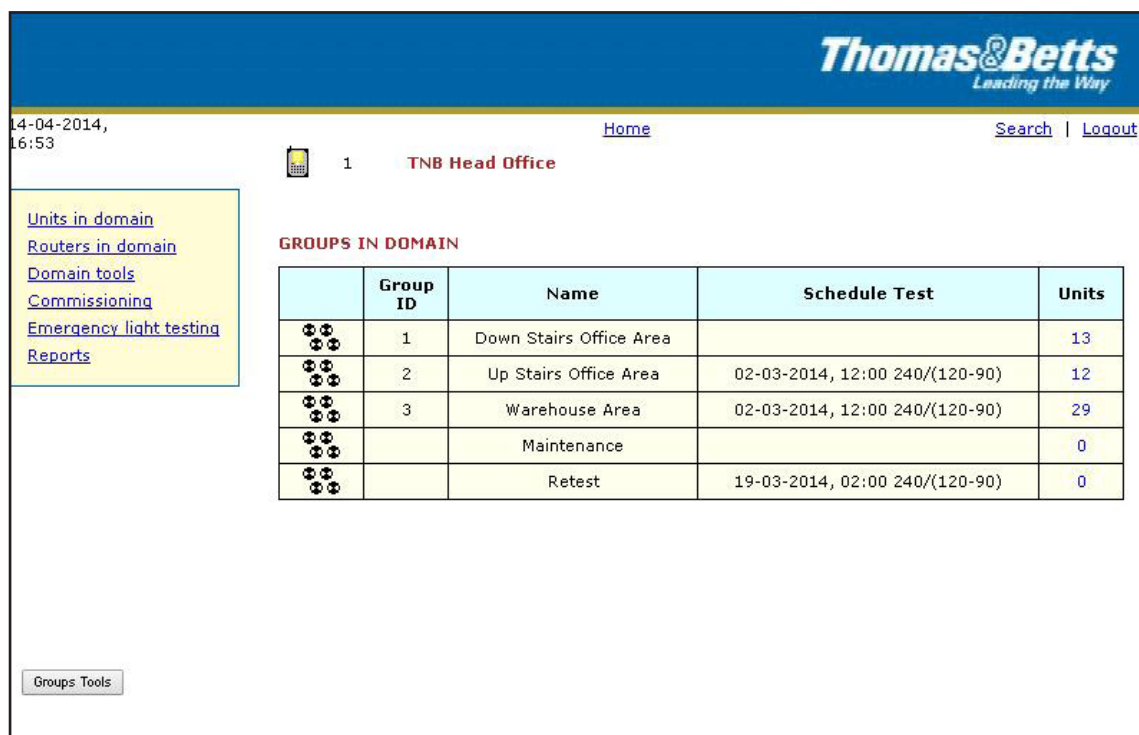 Thomas&Betts
Leading the Way
14-04-2014,
16:53
Home
Search | Logout
1 TNB Head Office
Units in domain
Routers in domain
Domain tools
Commissioning
Emergency light testing
Reports
GROUPS IN DOMAIN
Group ID Name Schedule Test Units
1 Down Stairs Office Area 13
2 Up Stairs Office Area 02-03-2014, 12:00 240/(120-90) 12
3 Warehouse Area 02-03-2014, 12:00 240/(120-90) 29
Maintenance 0
Retest 19-03-2014, 02:00 240/(120-90) 0
Groups Tools